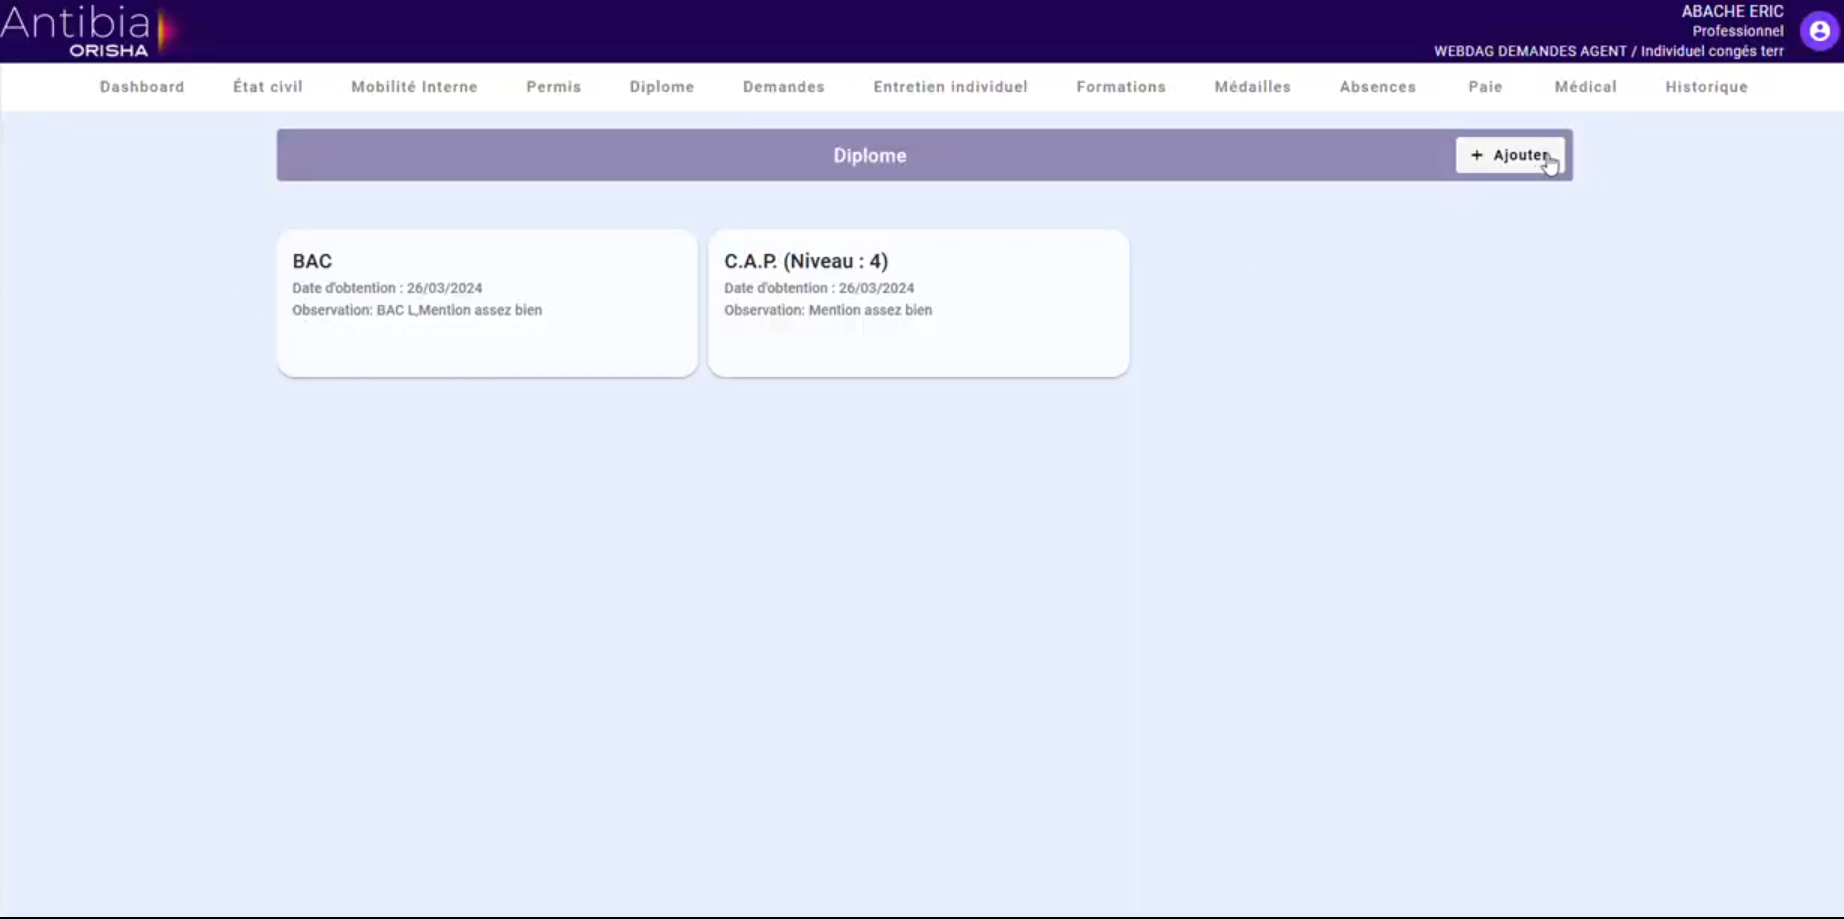 Antibia
ORISHA
ABACHE ERIC
Professionnel
WEBDAG DEMANDES AGENT / Individuel congés terr
Dashboard État civil Mobilité Interne Permis Diplome Demandes Entretien individuel Formations Médailles Absences Paie Médical Historique
Diplome
+ Ajouter
BAC
Date d'obtention : 26/03/2024
Observation: BAC L,Mention assez bien
C.A.P. (Niveau : 4)
Date d'obtention : 26/03/2024
Observation: Mention assez bien